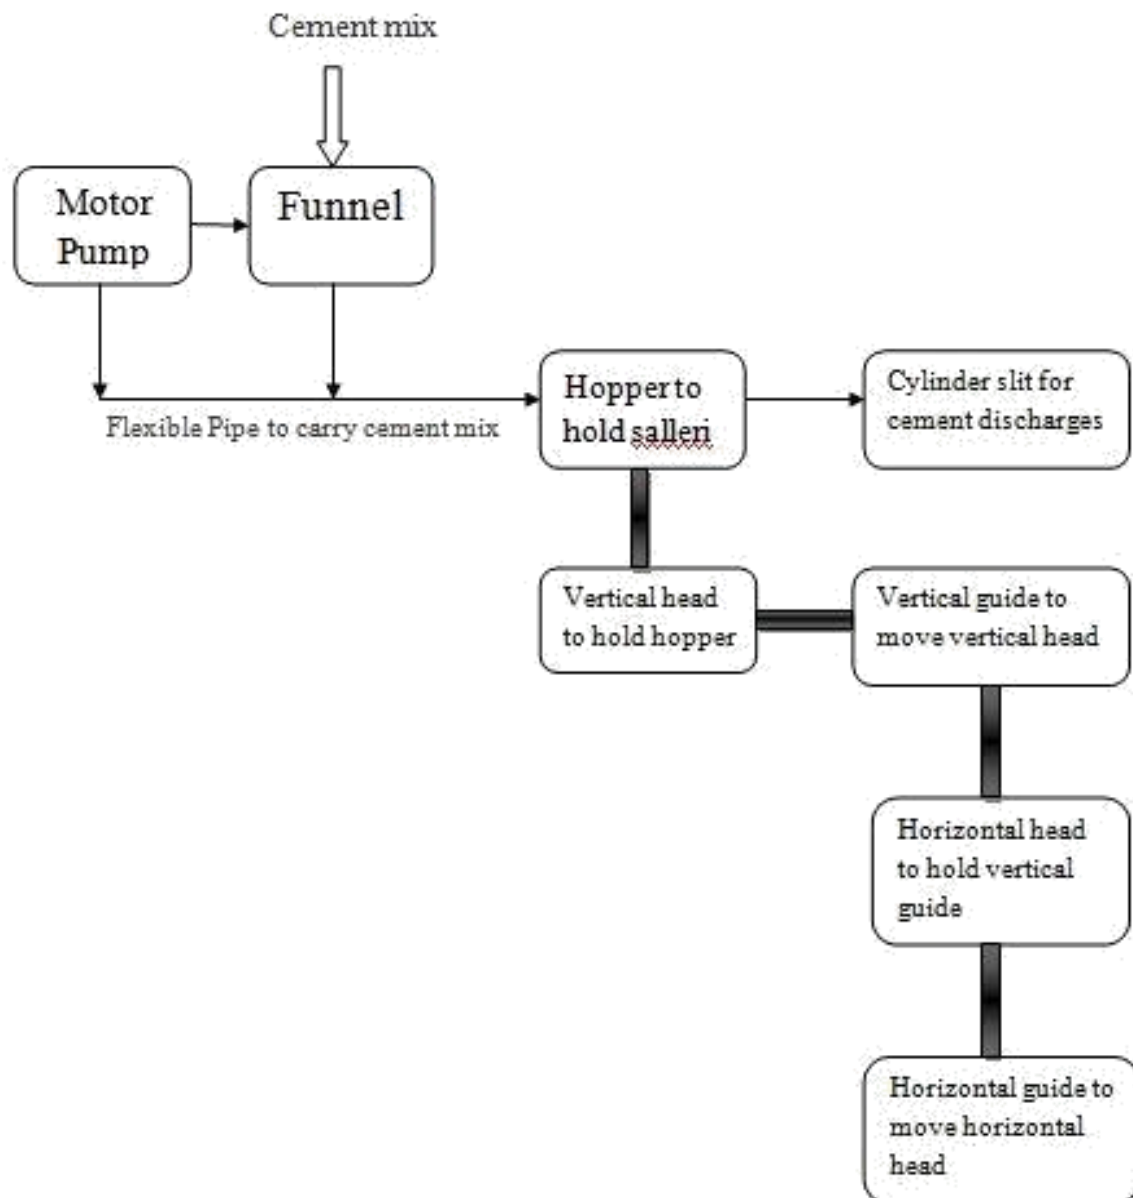 Cement mix
Motor
Pump
Funnel
Flexible Pipe to carry cement mix
Hopper to
hold salleri
Cylinder slit for
cement discharges
Vertical head
to hold hopper
Vertical guide to
move vertical head
Horizontal head
to hold vertical
guide
Horizontal guide to
move horizontal
head